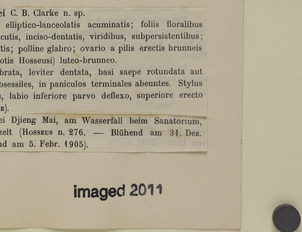 ei C. B. Clarke n. sp.
elliptico-lanceolatis acuminatis; foliis floralibus
cutis, inciso-dentatis, viridibus, subpersistentibus;
tis; polline glabro; ovario a pilis erectis brunneis
otis Hosseusi) luteo-brunneo.
brata, leviter dentata, basi saepe rotundata aut
bsessiles, in paniculos terminales abeuntes. Stylus
s, labio inferiore parvo deflexo, superiore erecto
E).
ei Djieng Mai, am Wasserfall beim Sanatorium,
zelt (HOSSEUS n. 276. — Blühend am 31. Dez.
nd am 5. Febr. 1905).
imaged 2011